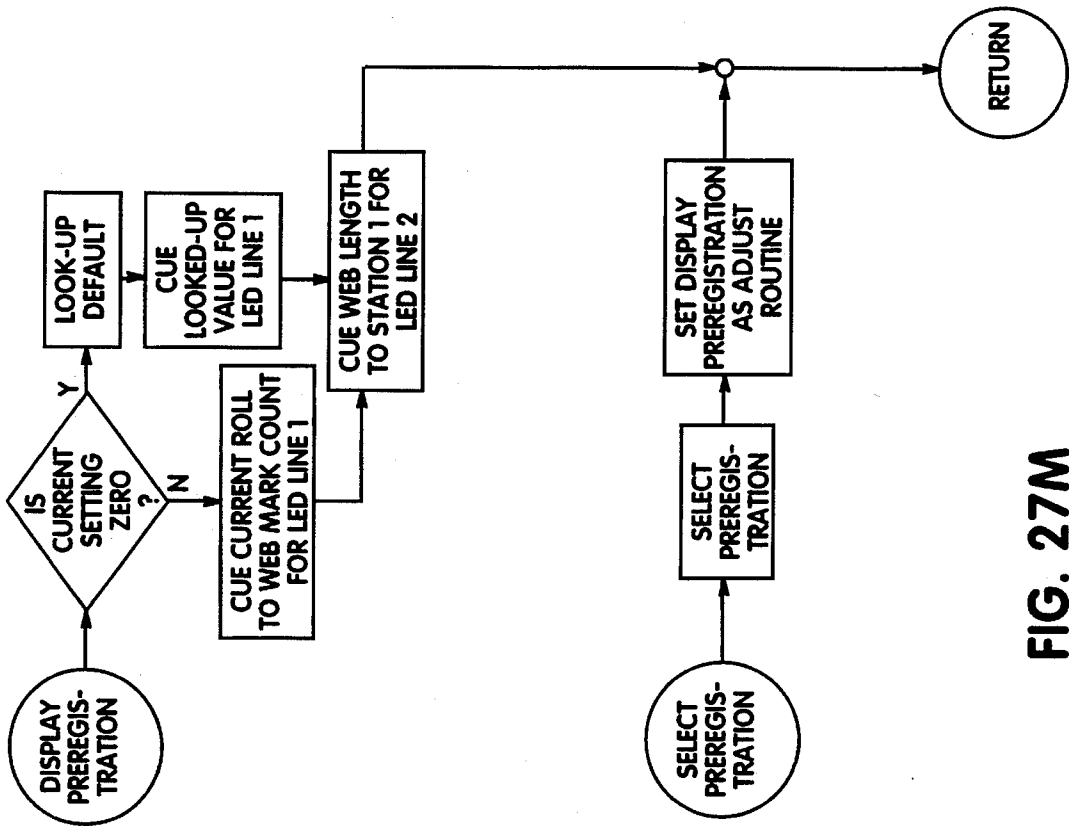 DISPLAY
PREREGIS-
TRATION
IS
CURRENT
SETTING
ZERO
?
Y
N
LOOK-UP
DEFAULT
CUE
LOOKED-UP
VALUE FOR
LED LINE 1
CUE CURRENT ROLL
TO WEB MARK COUNT
FOR LED LINE 1
CUE WEB LENGTH
TO STATION 1 FOR
LED LINE 2
SELECT
PREREGIS-
TRATION
SELECT
PREREGIS-
TRATION
SET DISPLAY
PREREGISTRATION
AS ADJUST
ROUTINE
RETURN
FIG. 27M